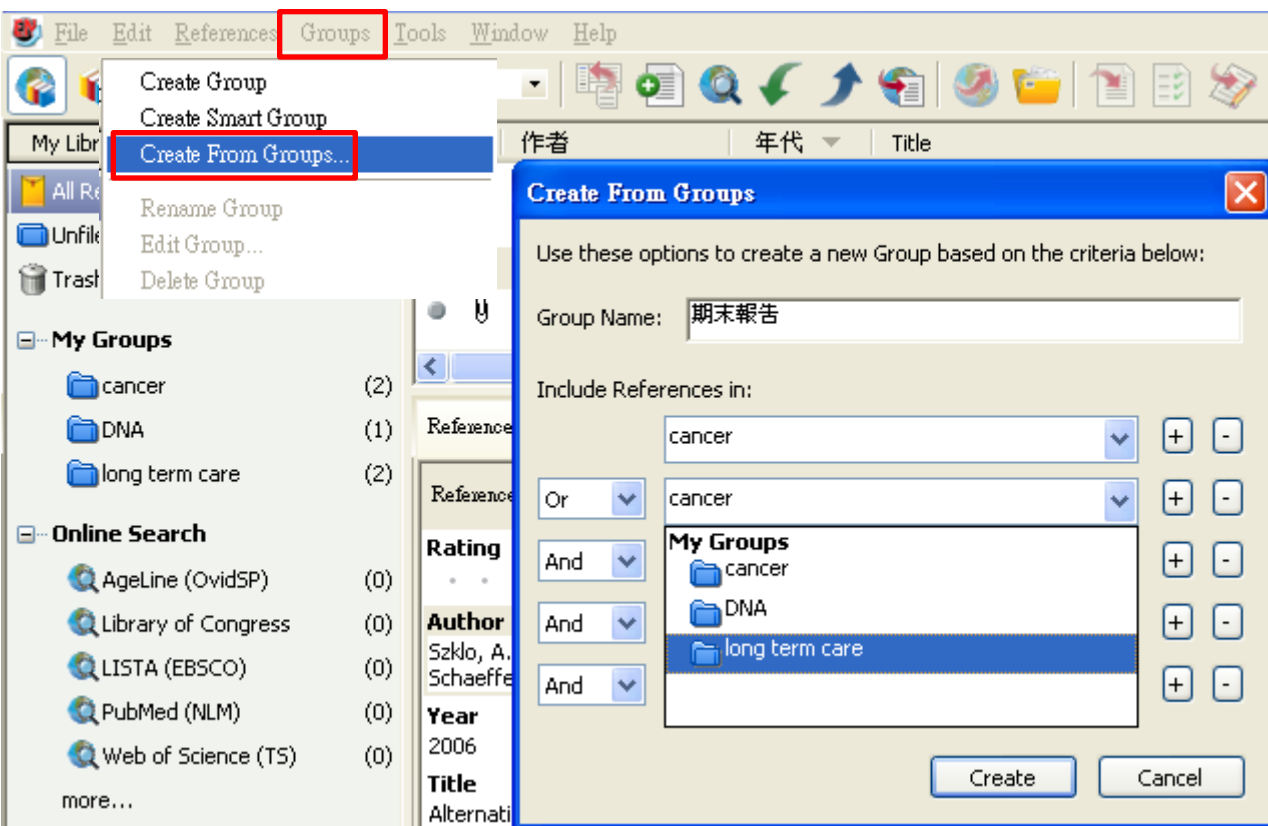 File Edit References Groups Tools Window Help
Create Group
Create Smart Group
Create From Groups...
Rename Group
Edit Group...
Delete Group
My Libr
作者 年代 Title
All Re
Unfile
Trash
My Groups
cancer (2)
DNA (1)
long term care (2)
Online Search
AgeLine (OvidSP) (0)
Library of Congress (0)
LISTA (EBSCO) (0)
PubMed (NLM) (0)
Web of Science (TS) (0)
more...
Reference
Reference
Rating
Author
Szklo, A.
Schaeffe
Year
2006
Title
Alternati
Create From Groups
Use these options to create a new Group based on the criteria below:
Group Name: 期末報告
Include References in:
cancer + -
Or cancer + -
And + -
And + -
And + -
My Groups
cancer
DNA
long term care
Create Cancel